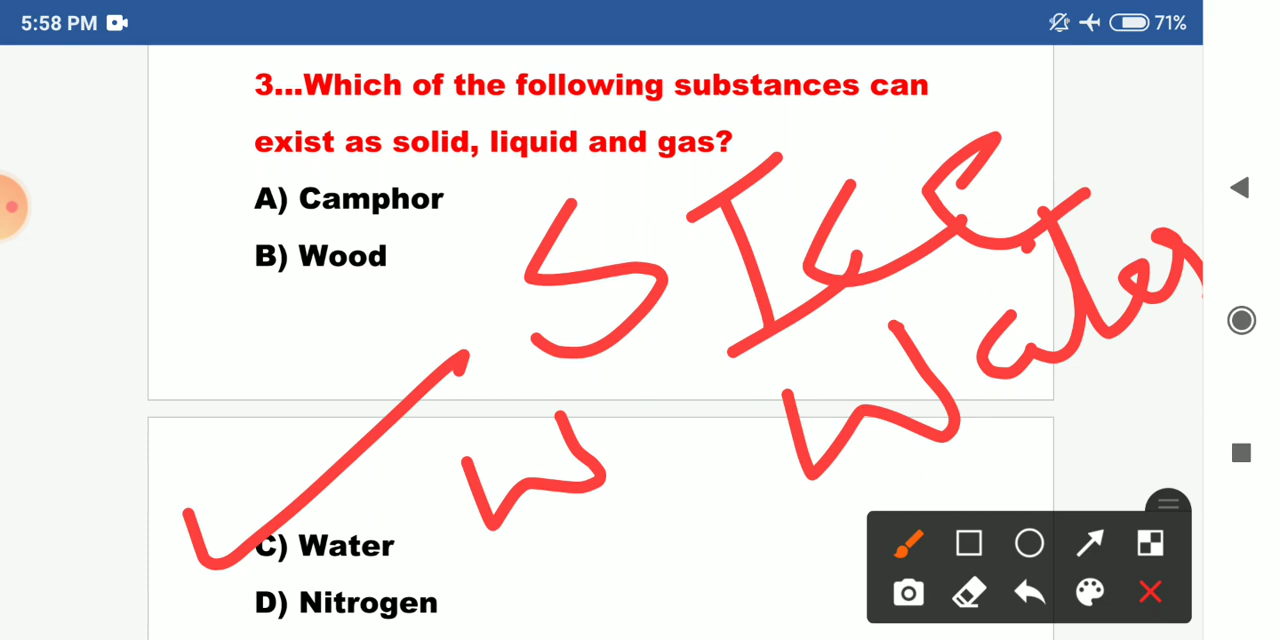 5:58 PM 71%
3...Which of the following substances can
exist as solid, liquid and gas?
A) Camphor
B) Wood
S Ice
Water
W
C) Water
D) Nitrogen